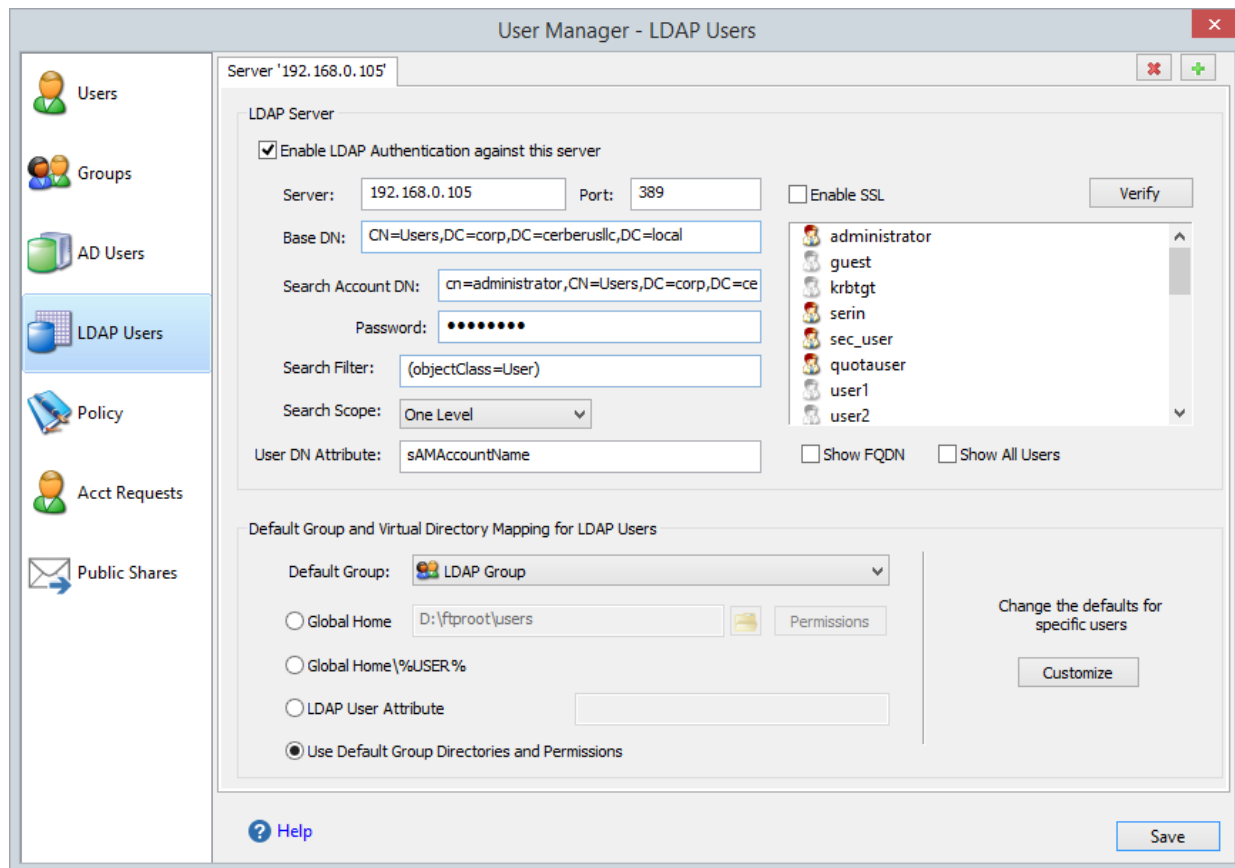 User Manager - LDAP Users
Users
Groups
AD Users
LDAP Users
Policy
Acct Requests
Public Shares
Server '192.168.0.105'
LDAP Server
Enable LDAP Authentication against this server
Server: 192.168.0.105 Port: 389 Enable SSL Verify
Base DN: CN=Users,DC=corp,DC=cerberusllc,DC=local
Search Account DN: cn=administrator,CN=Users,DC=corp,DC=ce
Password: ••••••••
Search Filter: (objectClass=User)
Search Scope: One Level
User DN Attribute: sAMAccountName
administrator
guest
krbtgt
serin
sec_user
quotauser
user1
user2
Show FQDN Show All Users
Default Group and Virtual Directory Mapping for LDAP Users
Default Group: LDAP Group
Global Home D:\ftproot\users Permissions
Global Home\%USER%
LDAP User Attribute
Use Default Group Directories and Permissions
Change the defaults for
specific users
Customize
Help
Save